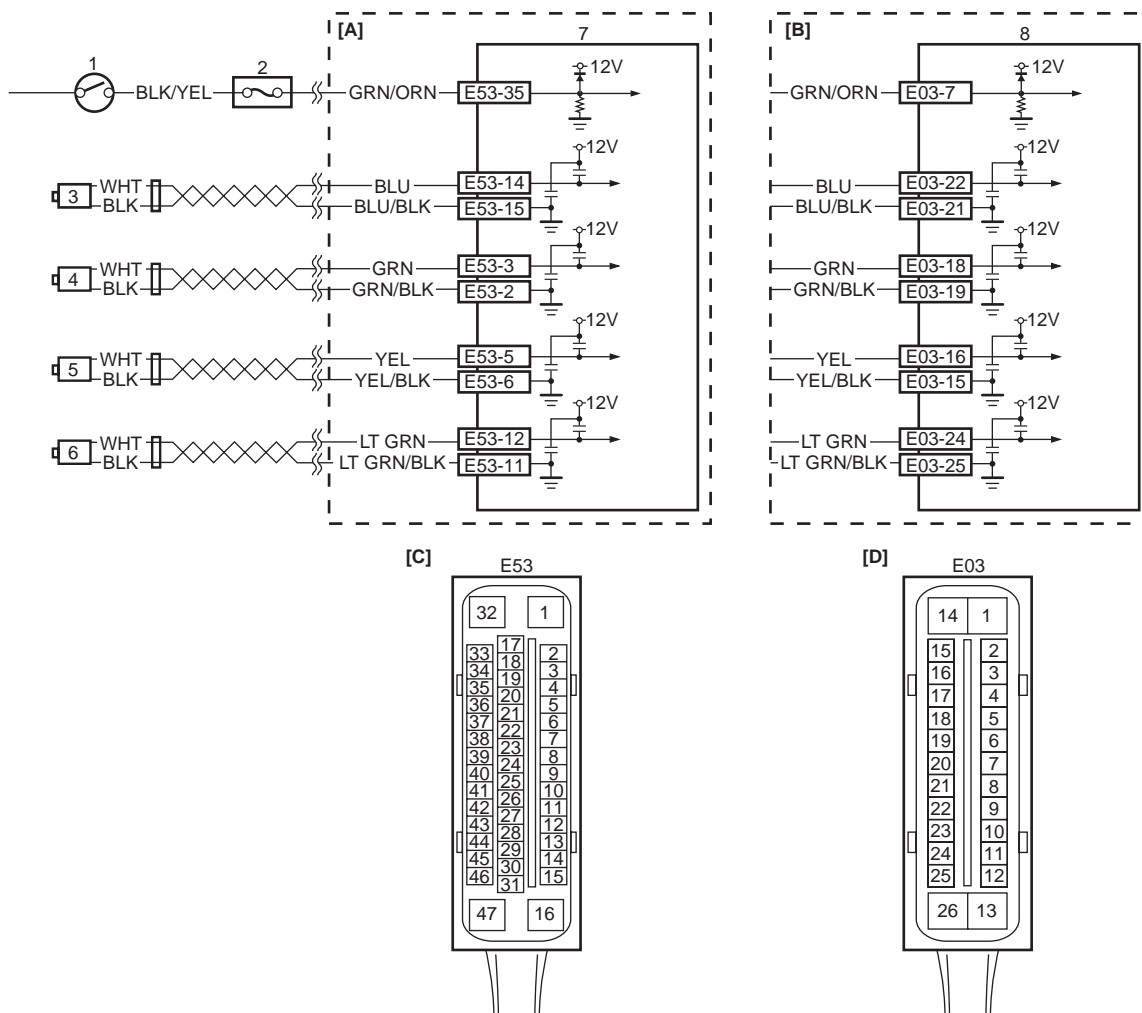 [A] [B]
1 2 7 8
12V 12V
BLK/YEL GRN/ORN E53-35 GRN/ORN E03-7
12V 12V
3 WHT BLU E53-14 BLU E03-22
BLK BLU/BLK E53-15 BLU/BLK E03-21
12V 12V
4 WHT GRN E53-3 GRN E03-18
BLK GRN/BLK E53-2 GRN/BLK E03-19
12V 12V
5 WHT YEL E53-5 YEL E03-16
BLK YEL/BLK E53-6 YEL/BLK E03-15
12V 12V
6 WHT LT GRN E53-12 LT GRN E03-24
BLK LT GRN/BLK E53-11 LT GRN/BLK E03-25
[C] E53
32 1
17
33 18 2
34 19 3
35 20 4
36 21 5
37 22 6
38 23 7
39 24 8
40 25 9
41 26 10
42 27 11
43 28 12
44 29 13
45 30 14
46 31 15
47 16
[D] E03
14 1
15 2
16 3
17 4
18 5
19 6
20 7
21 8
22 9
23 10
24 11
25 12
26 13